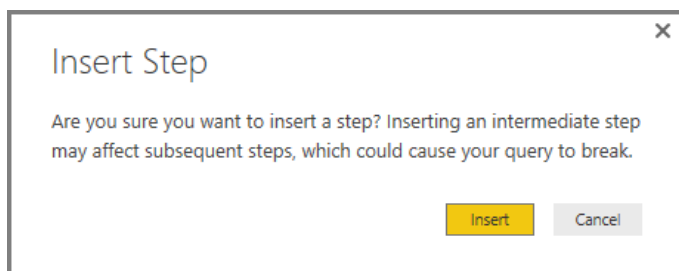 Insert Step
Are you sure you want to insert a step? Inserting an intermediate step
may affect subsequent steps, which could cause your query to break.
Insert Cancel